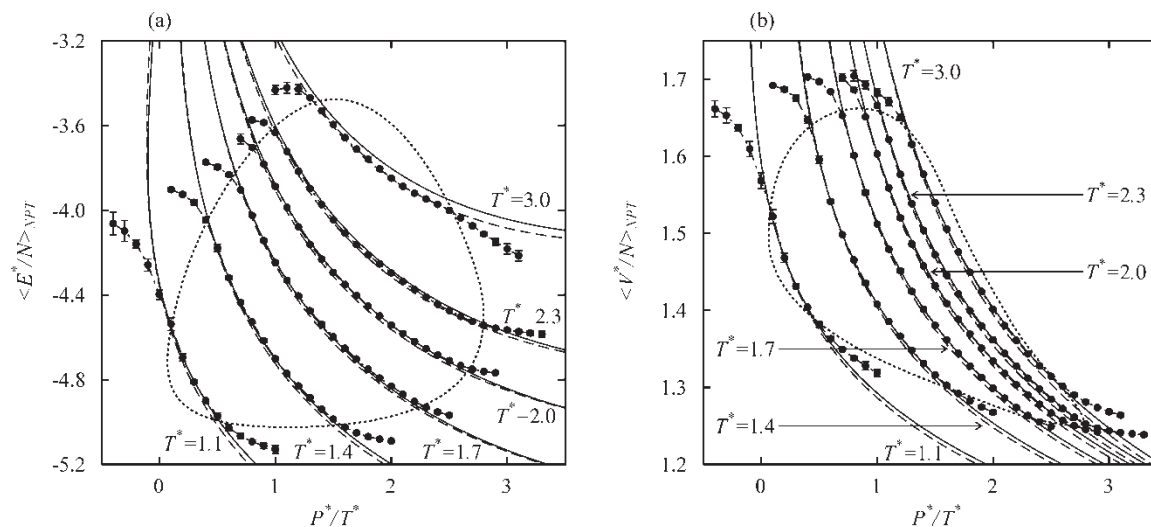 (a)
-3.2
-3.6
-4.0
-4.4
-4.8
-5.2
<E*/N>NPT
0
1
2
3
P*/T*
T*=3.0
T* 2.3
T*−2.0
T*=1.7
T*=1.4
T*=1.1
(b)
1.7
1.6
1.5
1.4
1.3
1.2
<V*/N>NPT
0
1
2
3
P*/T*
T*=3.0
T*=2.3
T*=2.0
T*=1.7
T*=1.4
T*=1.1